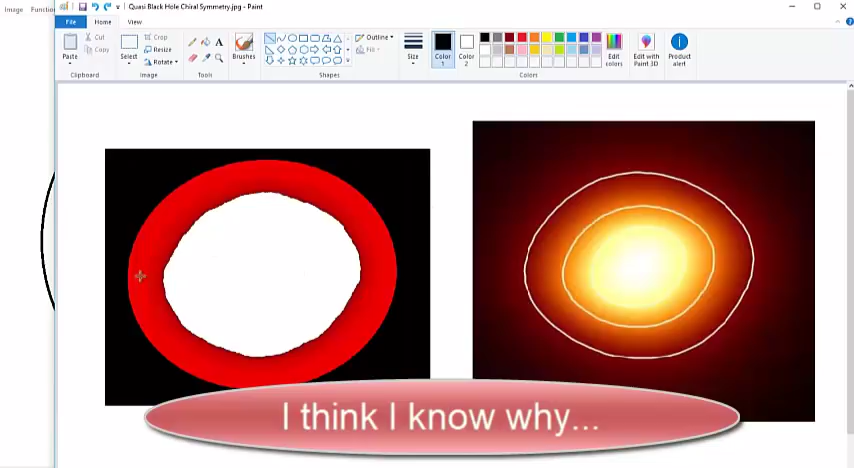 Image Functio
Quasi Black Hole Chiral Symmetry.jpg - Paint
File Home View
Paste
Cut
Copy
Clipboard
Select
Crop
Resize
Rotate
Image
A
Tools
Brushes
Outline
Fill
Shapes
Size
Color 1
Color 2
Edit colors
Colors
Edit with Paint 3D
Product alert
I think I know why...